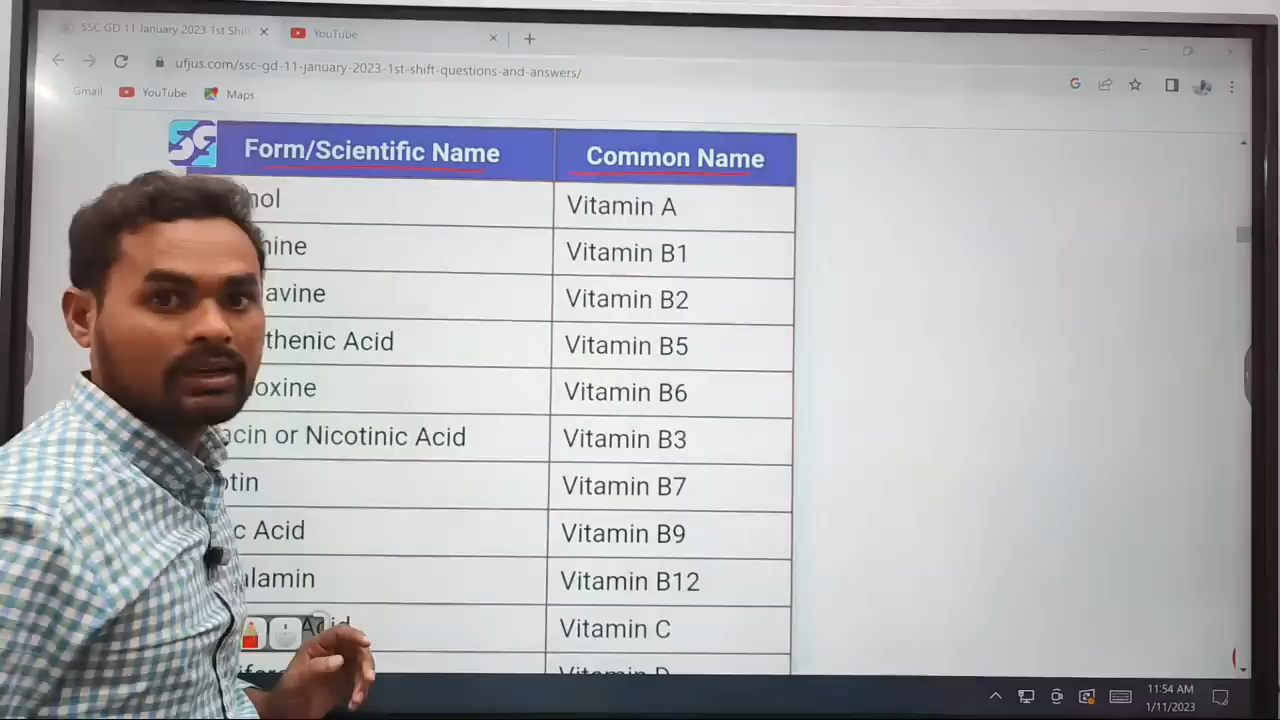 SSC GD 11 January 2023 1st Shif
YouTube
ufjus.com/ssc-gd-11-january-2023-1st-shift-questions-and-answers/
Gmail YouTube Maps
Form/Scientific Name Common Name
nol Vitamin A
mine Vitamin B1
avine Vitamin B2
thenic Acid Vitamin B5
oxine Vitamin B6
acin or Nicotinic Acid Vitamin B3
otin Vitamin B7
c Acid Vitamin B9
alamin Vitamin B12
Acid Vitamin C
Vitamin D
11:54 AM
1/11/2023